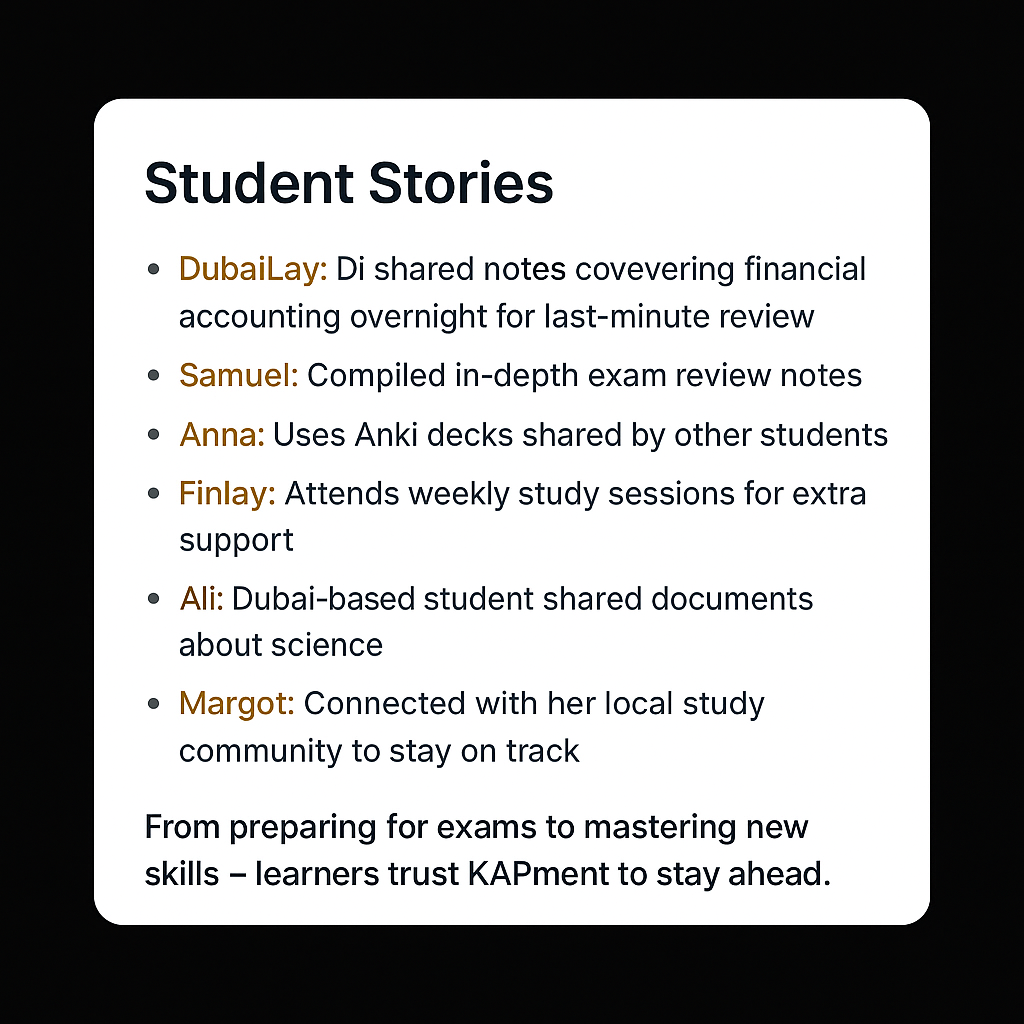 Student Stories
• DubaiLay: Di shared notes covevering financial
accounting overnight for last-minute review
• Samuel: Compiled in-depth exam review notes
• Anna: Uses Anki decks shared by other students
• Finlay: Attends weekly study sessions for extra
support
• Ali: Dubai-based student shared documents
about science
• Margot: Connected with her local study
community to stay on track
From preparing for exams to mastering new
skills – learners trust KAPment to stay ahead.